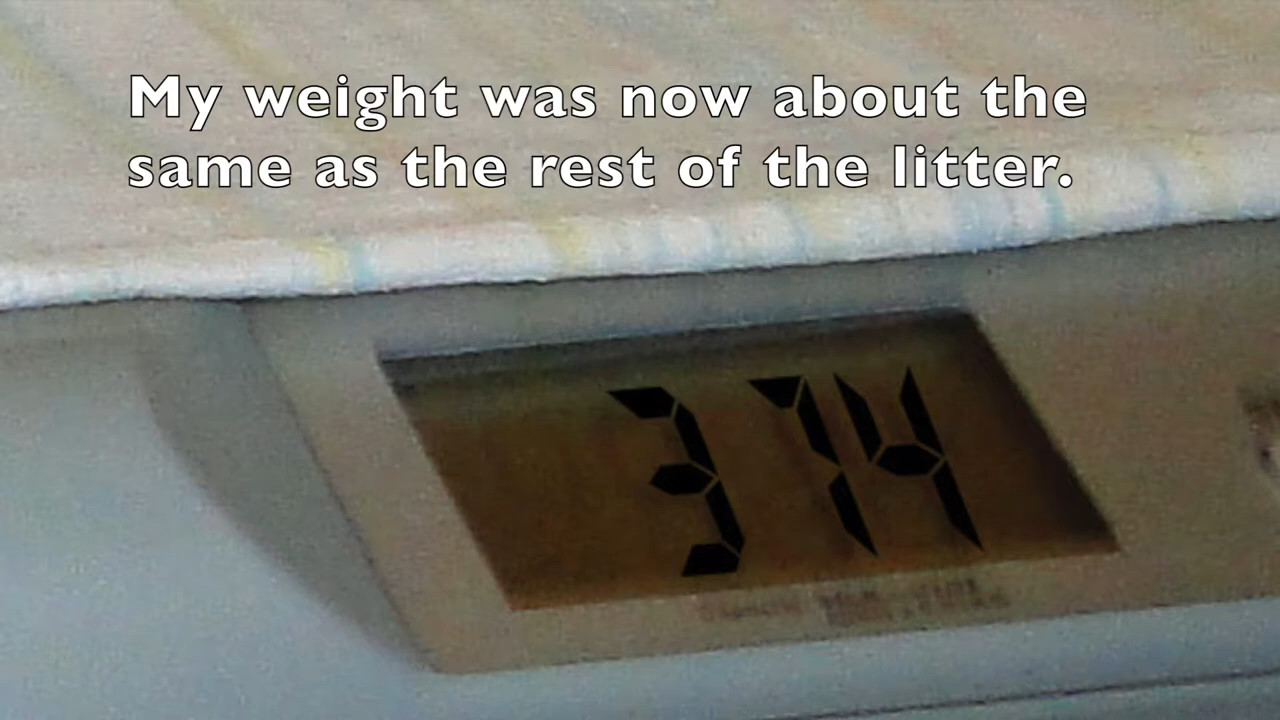 My weight was now about the
same as the rest of the litter.
374